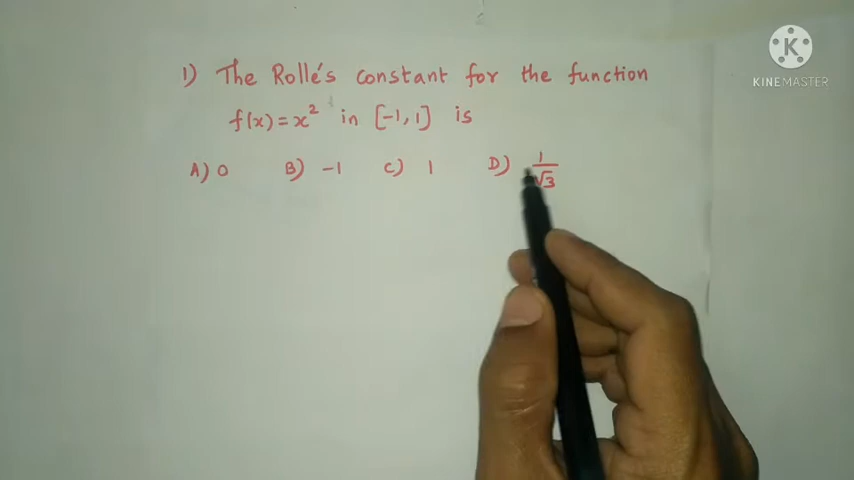 1) The Rolle's constant for the function
f(x) = x² in [-1, 1] is
A) 0 B) -1 C) 1 D) 1/√3
K
KINEMASTER